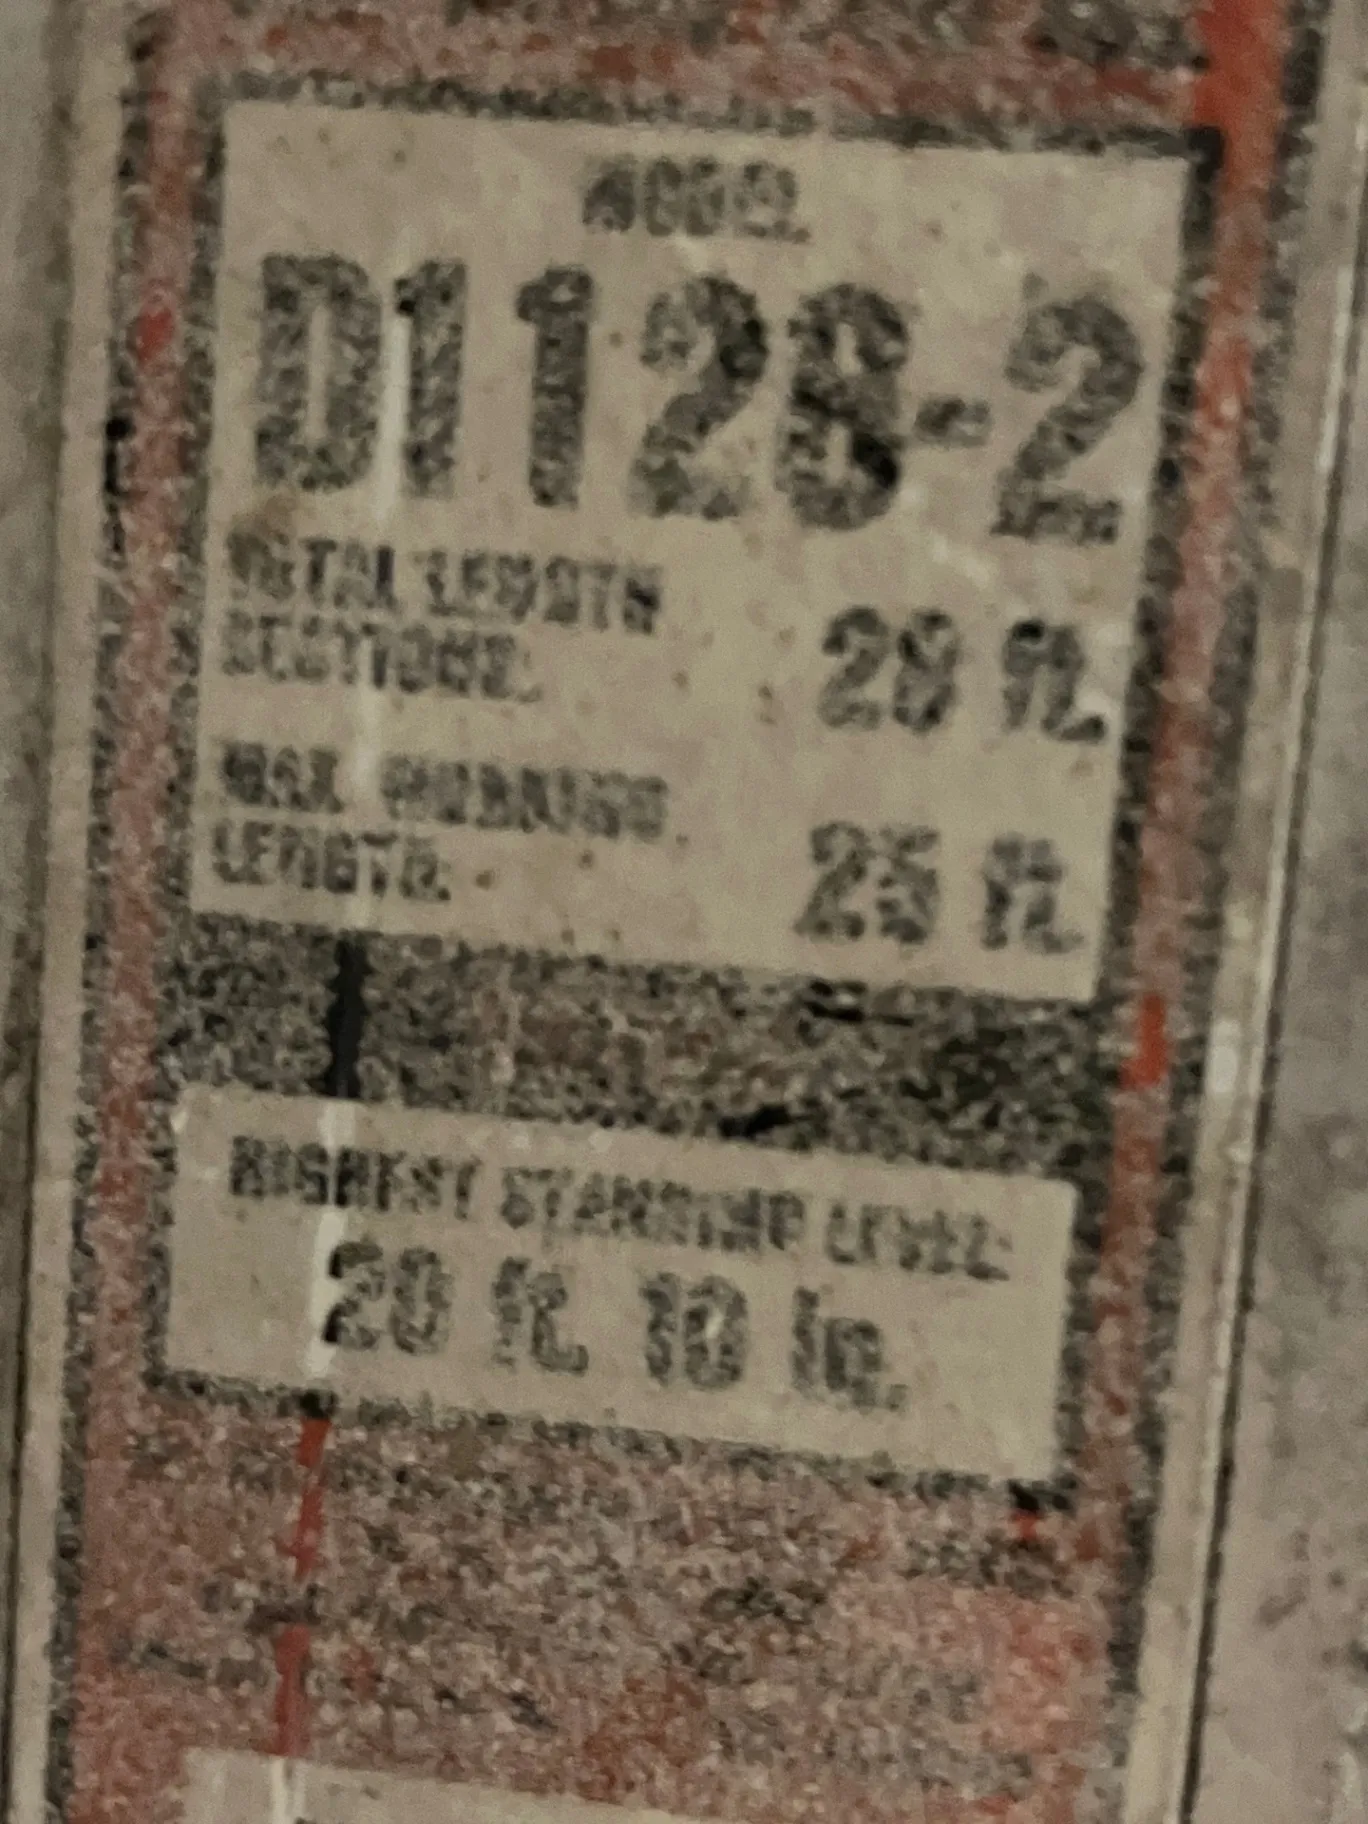 MODEL
D1128-2
TOTAL LENGTH
SECTIONS: 28 ft.
MAX. WORKING
LENGTH: 25 ft.
HIGHEST STANDING LEVEL:
20 ft. 10 in.